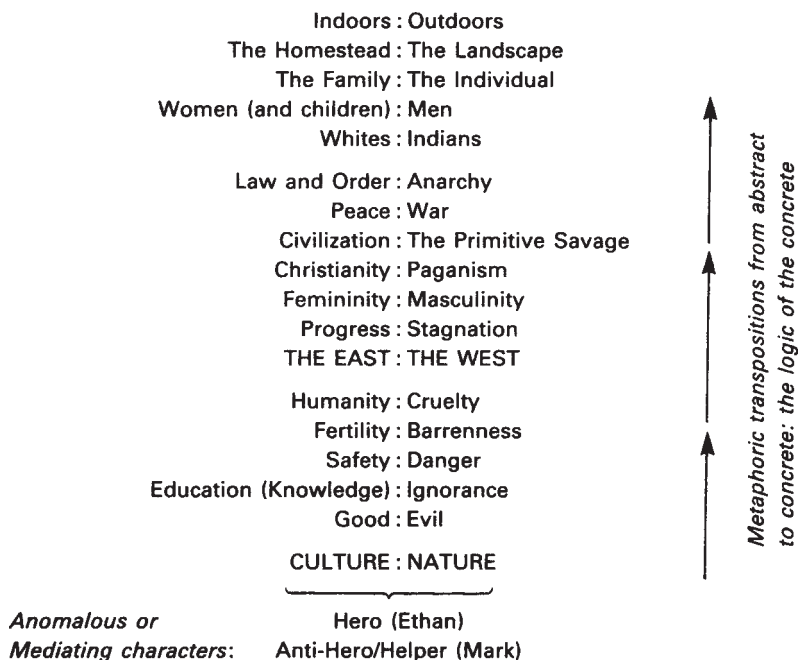 Indoors : Outdoors
The Homestead : The Landscape
The Family : The Individual
Women (and children) : Men
Whites : Indians
Law and Order : Anarchy
Peace : War
Civilization : The Primitive Savage
Christianity : Paganism
Femininity : Masculinity
Progress : Stagnation
THE EAST : THE WEST
Humanity : Cruelty
Fertility : Barrenness
Safety : Danger
Education (Knowledge) : Ignorance
Good : Evil
CULTURE : NATURE
Anomalous or Hero (Ethan)
Mediating characters: Anti-Hero/Helper (Mark)
Metaphoric transpositions from abstract
to concrete: the logic of the concrete